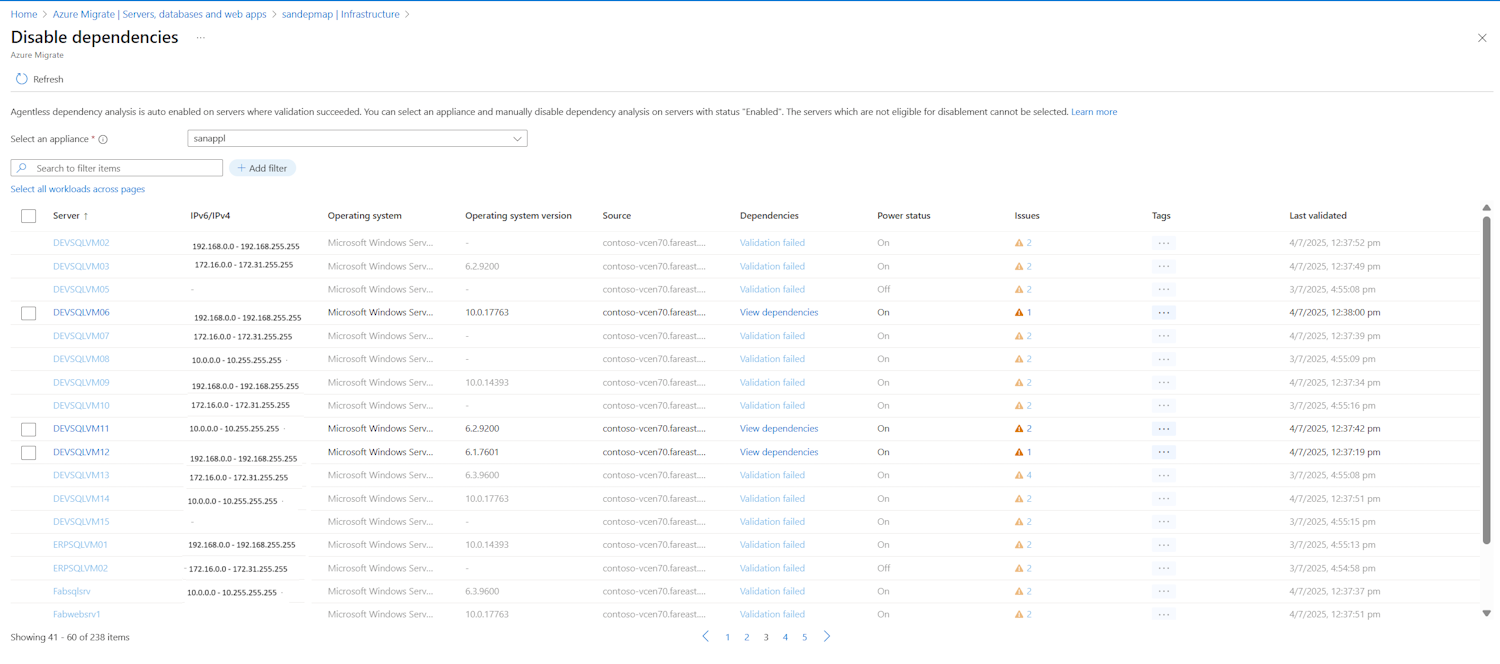 Home > Azure Migrate | Servers, databases and web apps > sandepmap | Infrastructure >
Disable dependencies ...
Azure Migrate
Refresh
Agentless dependency analysis is auto enabled on servers where validation succeeded. You can select an appliance and manually disable dependency analysis on servers with status "Enabled". The servers which are not eligible for disablement cannot be selected. Learn more
Select an appliance * sanappl
Search to filter items + Add filter
Select all workloads across pages
Server ↑ IPv6/IPv4 Operating system Operating system version Source Dependencies Power status Issues Tags Last validated
DEVSQLVM02 192.168.0.0 - 192.168.255.255 Microsoft Windows Serv... - contoso-vcen70.fareast.... Validation failed On 2 ... 4/7/2025, 12:37:52 pm
DEVSQLVM03 172.16.0.0 - 172.31.255.255 Microsoft Windows Serv... 6.2.9200 contoso-vcen70.fareast.... Validation failed On 2 ... 4/7/2025, 12:37:49 pm
DEVSQLVM05 - Microsoft Windows Serv... - contoso-vcen70.fareast.... Validation failed Off 2 ... 3/7/2025, 4:55:08 pm
DEVSQLVM06 192.168.0.0 - 192.168.255.255 Microsoft Windows Serv... 10.0.17763 contoso-vcen70.fareast.... View dependencies On 1 ... 4/7/2025, 12:38:00 pm
DEVSQLVM07 172.16.0.0 - 172.31.255.255 Microsoft Windows Serv... - contoso-vcen70.fareast.... Validation failed On 2 ... 4/7/2025, 12:37:39 pm
DEVSQLVM08 10.0.0.0 - 10.255.255.255 - Microsoft Windows Serv... - contoso-vcen70.fareast.... Validation failed On 2 ... 3/7/2025, 4:55:09 pm
DEVSQLVM09 192.168.0.0 - 192.168.255.255 Microsoft Windows Serv... 10.0.14393 contoso-vcen70.fareast.... Validation failed On 2 ... 4/7/2025, 12:37:34 pm
DEVSQLVM10 172.16.0.0 - 172.31.255.255 Microsoft Windows Serv... - contoso-vcen70.fareast.... Validation failed On 2 ... 3/7/2025, 4:55:16 pm
DEVSQLVM11 10.0.0.0 - 10.255.255.255 - Microsoft Windows Serv... 6.2.9200 contoso-vcen70.fareast.... View dependencies On 2 ... 4/7/2025, 12:37:42 pm
DEVSQLVM12 192.168.0.0 - 192.168.255.255 Microsoft Windows Serv... 6.1.7601 contoso-vcen70.fareast.... View dependencies On 1 ... 4/7/2025, 12:37:19 pm
DEVSQLVM13 172.16.0.0 - 172.31.255.255 Microsoft Windows Serv... 6.3.9600 contoso-vcen70.fareast.... Validation failed On 4 ... 3/7/2025, 4:55:08 pm
DEVSQLVM14 10.0.0.0 - 10.255.255.255 - Microsoft Windows Serv... 10.0.17763 contoso-vcen70.fareast.... Validation failed On 2 ... 4/7/2025, 12:37:51 pm
DEVSQLVM15 - Microsoft Windows Serv... - contoso-vcen70.fareast.... Validation failed On 2 ... 3/7/2025, 4:55:15 pm
ERPSQLVM01 192.168.0.0 - 192.168.255.255 Microsoft Windows Serv... 10.0.14393 contoso-vcen70.fareast.... Validation failed On 2 ... 3/7/2025, 4:55:13 pm
ERPSQLVM02 - 172.16.0.0 - 172.31.255.255 Microsoft Windows Serv... - contoso-vcen70.fareast.... Validation failed Off 2 ... 3/7/2025, 4:54:58 pm
Fabsqlsrv 10.0.0.0 - 10.255.255.255 - Microsoft Windows Serv... 6.3.9600 contoso-vcen70.fareast.... Validation failed On 2 ... 4/7/2025, 12:37:37 pm
Fabwebsrv1 Microsoft Windows Serv... 10.0.17763 contoso-vcen70.fareast.... Validation failed On 2 ... 4/7/2025, 12:37:51 pm
Showing 41 - 60 of 238 items < 1 2 3 4 5 >